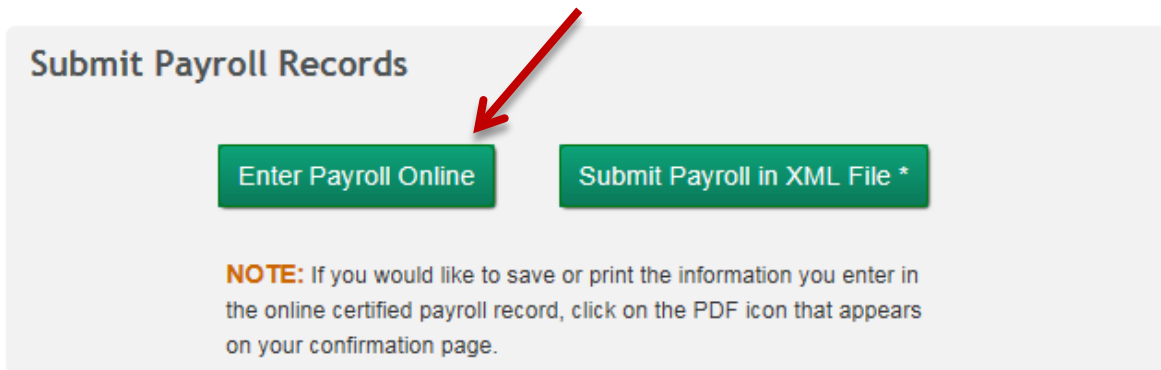 Submit Payroll Records
Enter Payroll Online
Submit Payroll in XML File *
NOTE: If you would like to save or print the information you enter in
the online certified payroll record, click on the PDF icon that appears
on your confirmation page.